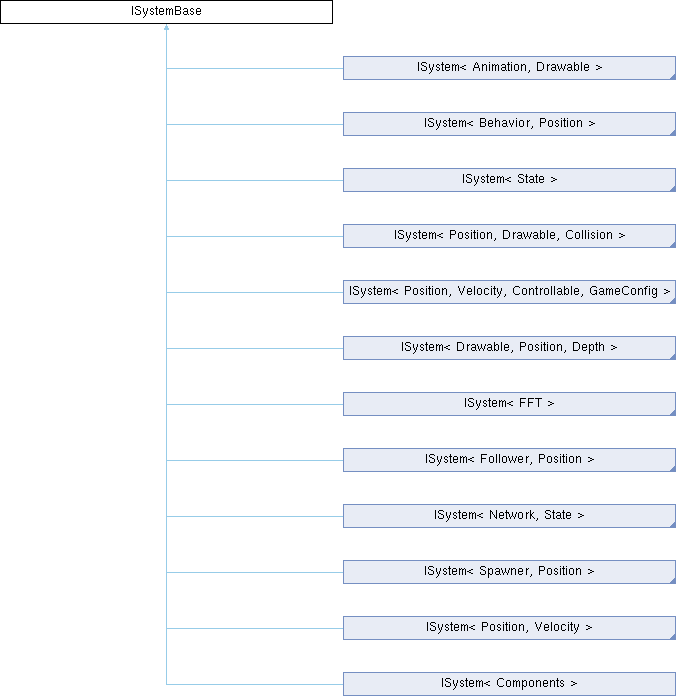 ISystemBase
ISystem< Animation, Drawable >
ISystem< Behavior, Position >
ISystem< State >
ISystem< Position, Drawable, Collision >
ISystem< Position, Velocity, Controllable, GameConfig >
ISystem< Drawable, Position, Depth >
ISystem< FFT >
ISystem< Follower, Position >
ISystem< Network, State >
ISystem< Spawner, Position >
ISystem< Position, Velocity >
ISystem< Components >